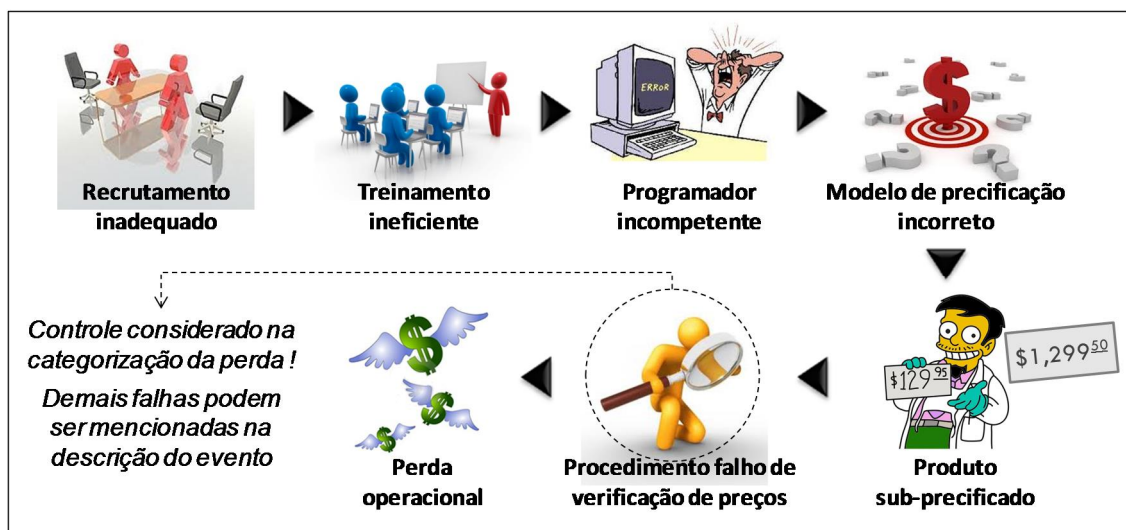 ERROR
Recrutamento
inadequado
Treinamento
ineficiente
Programador
incompetente
Modelo de precificação
incorreto
Controle considerado na
categorização da perda !
Demais falhas podem
ser mencionadas na
descrição do evento
Perda
operacional
Procedimento falho de
verificação de preços
$129 95
$1,299 50
Produto
sub-precificado